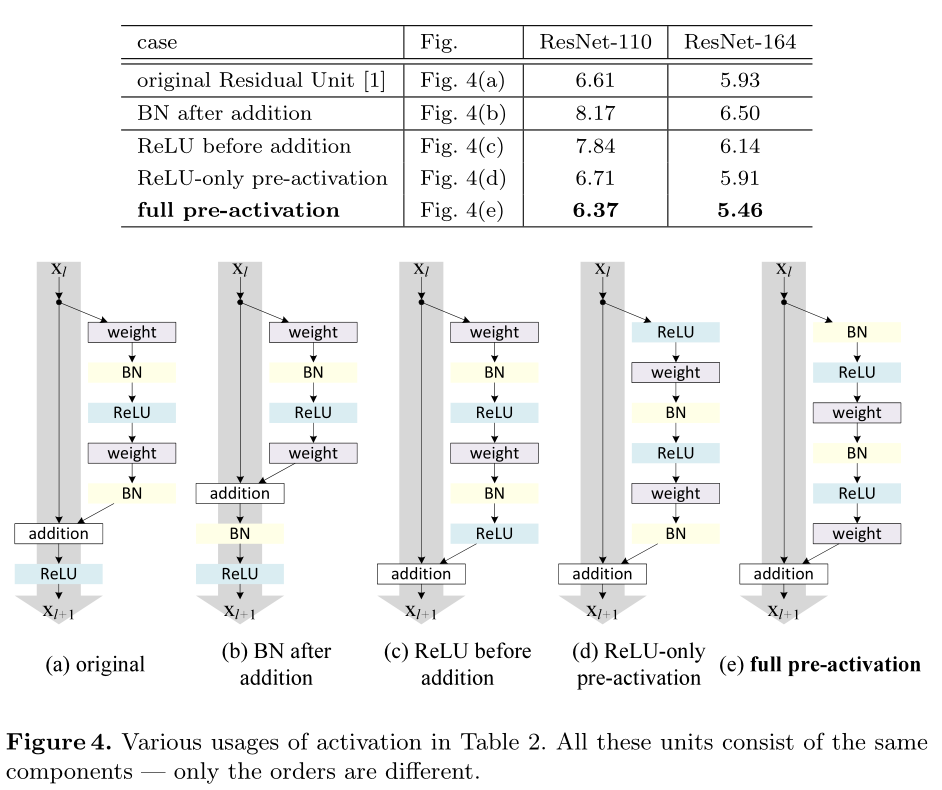 case Fig. ResNet-110 ResNet-164
original Residual Unit [1] Fig. 4(a) 6.61 5.93
BN after addition Fig. 4(b) 8.17 6.50
ReLU before addition Fig. 4(c) 7.84 6.14
ReLU-only pre-activation Fig. 4(d) 6.71 5.91
full pre-activation Fig. 4(e) 6.37 5.46
x_l
weight
BN
ReLU
weight
BN
addition
ReLU
x_{l+1}
(a) original
x_l
weight
BN
ReLU
weight
addition
BN
ReLU
x_{l+1}
(b) BN after
addition
x_l
weight
BN
ReLU
weight
BN
ReLU
addition
x_{l+1}
(c) ReLU before
addition
x_l
ReLU
weight
BN
ReLU
weight
BN
addition
x_{l+1}
(d) ReLU-only
pre-activation
x_l
BN
ReLU
weight
BN
ReLU
weight
addition
x_{l+1}
(e) full pre-activation
Figure 4. Various usages of activation in Table 2. All these units consist of the same
components — only the orders are different.